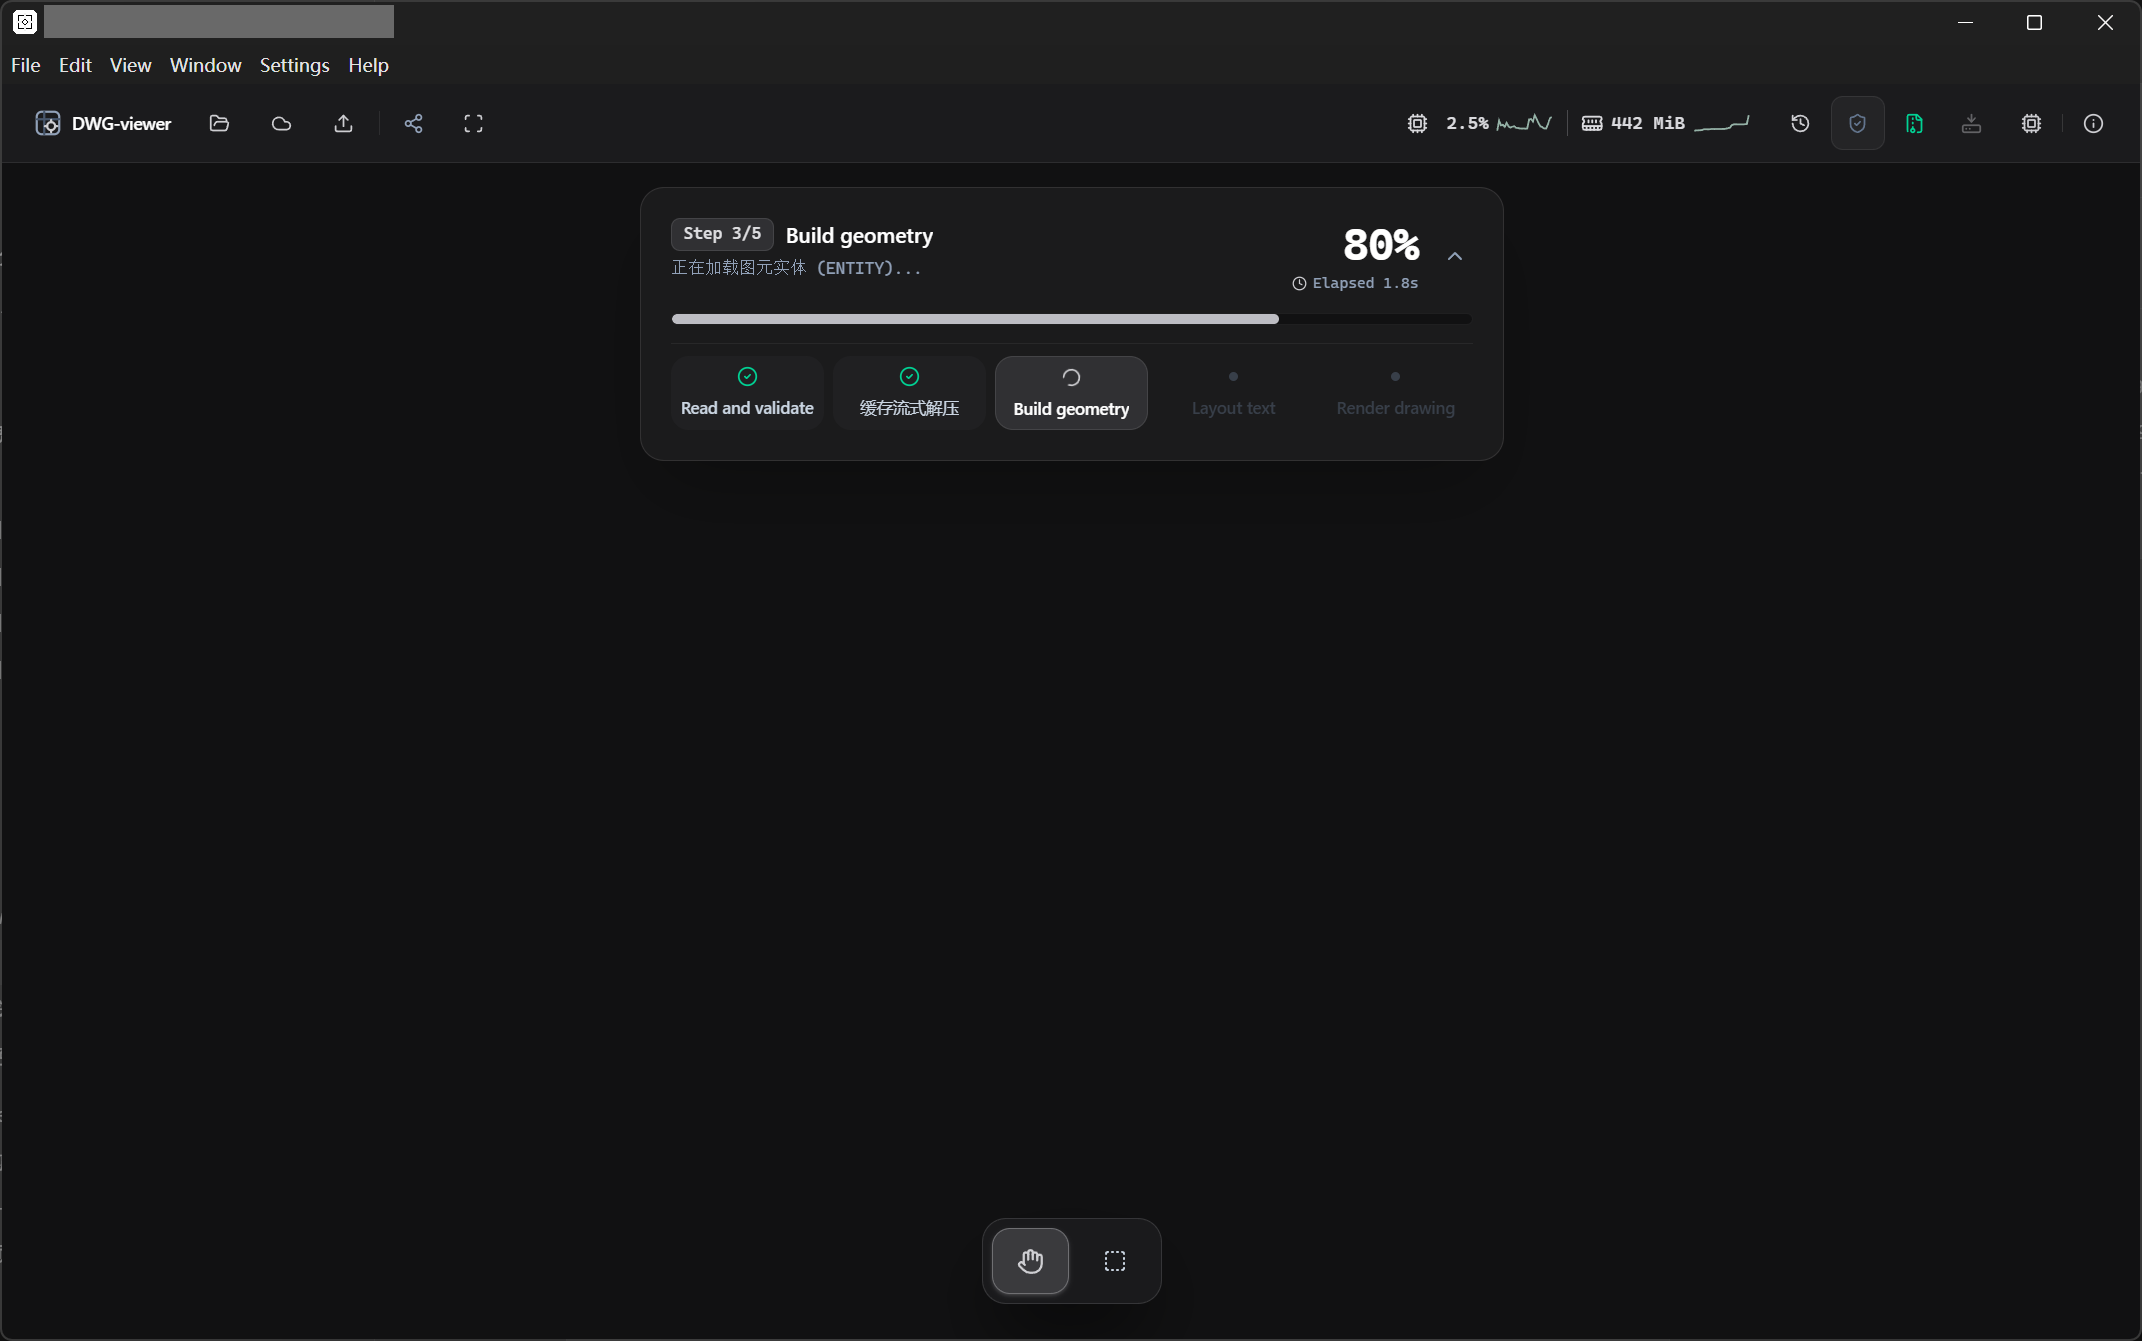 File Edit View Window Settings Help
DWG-viewer
2.5% 442 MiB
Step 3/5 Build geometry
80%
正在加载图元实体 (ENTITY)...
Elapsed 1.8s
Read and validate
缓存流式解压
Build geometry
Layout text
Render drawing